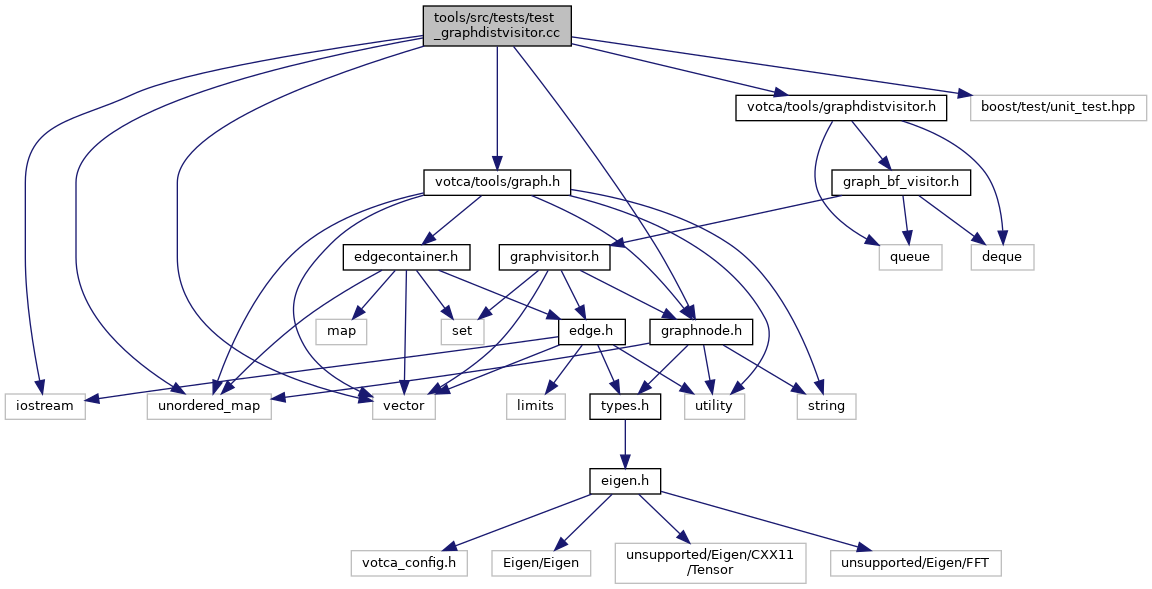 tools/src/tests/test
_graphdistvisitor.cc
votca/tools/graphdistvisitor.h
boost/test/unit_test.hpp
votca/tools/graph.h
graph_bf_visitor.h
edgecontainer.h
graphvisitor.h
queue
deque
map
set
edge.h
graphnode.h
iostream
unordered_map
vector
limits
types.h
utility
string
eigen.h
votca_config.h
Eigen/Eigen
unsupported/Eigen/CXX11
/Tensor
unsupported/Eigen/FFT